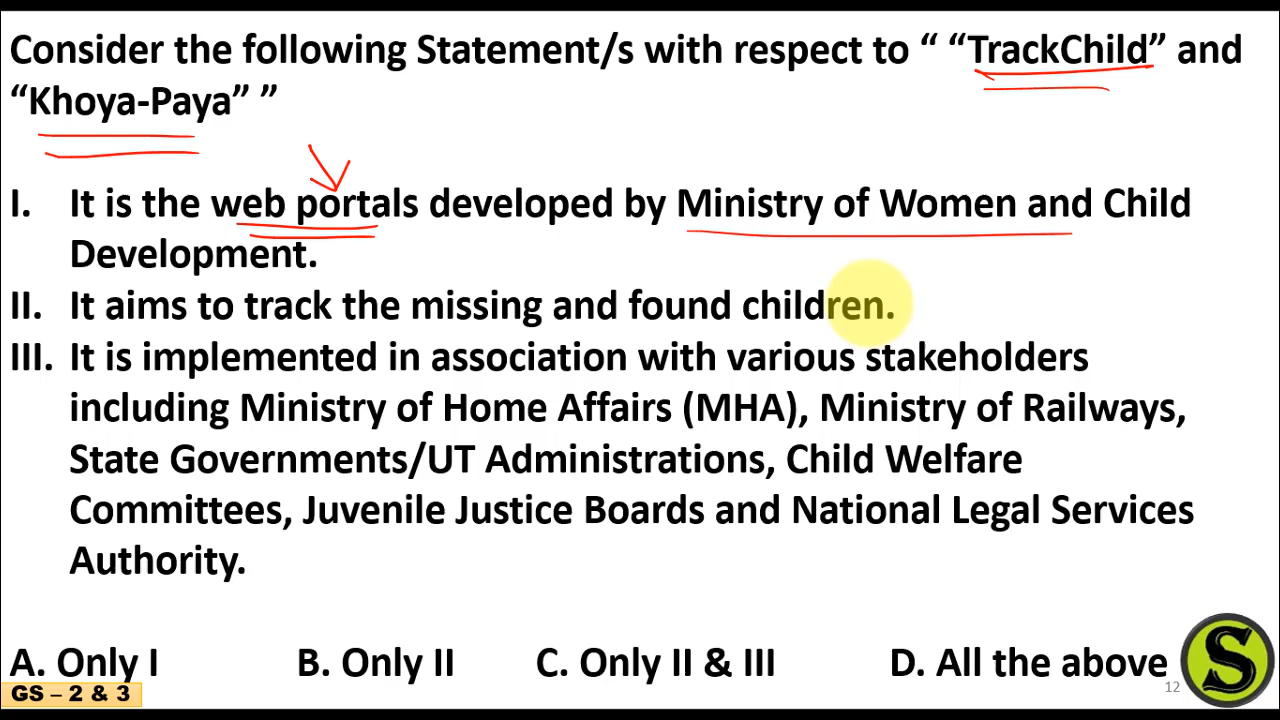 Consider the following Statement/s with respect to “ “TrackChild” and
“Khoya-Paya” ”
I. It is the web portals developed by Ministry of Women and Child
Development.
II. It aims to track the missing and found children.
III. It is implemented in association with various stakeholders
including Ministry of Home Affairs (MHA), Ministry of Railways,
State Governments/UT Administrations, Child Welfare
Committees, Juvenile Justice Boards and National Legal Services
Authority.
A. Only I B. Only II C. Only II & III D. All the above
GS – 2 & 3
12
S